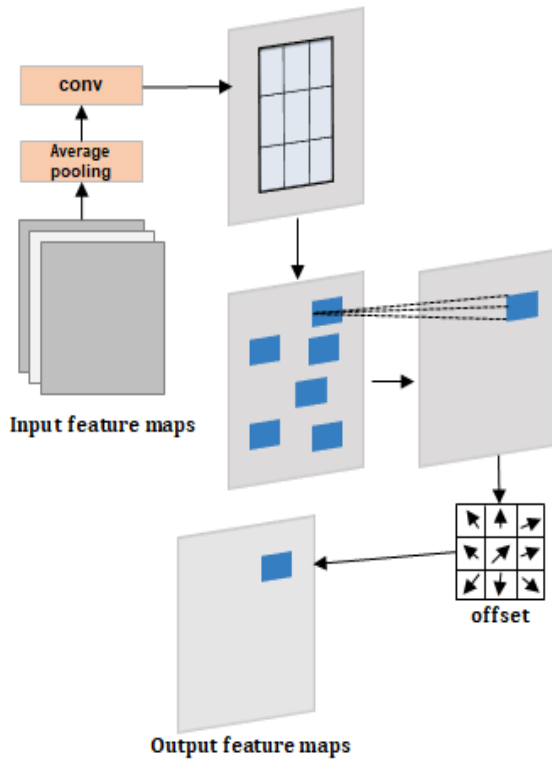 conv
Average
pooling
Input feature maps
offset
Output feature maps